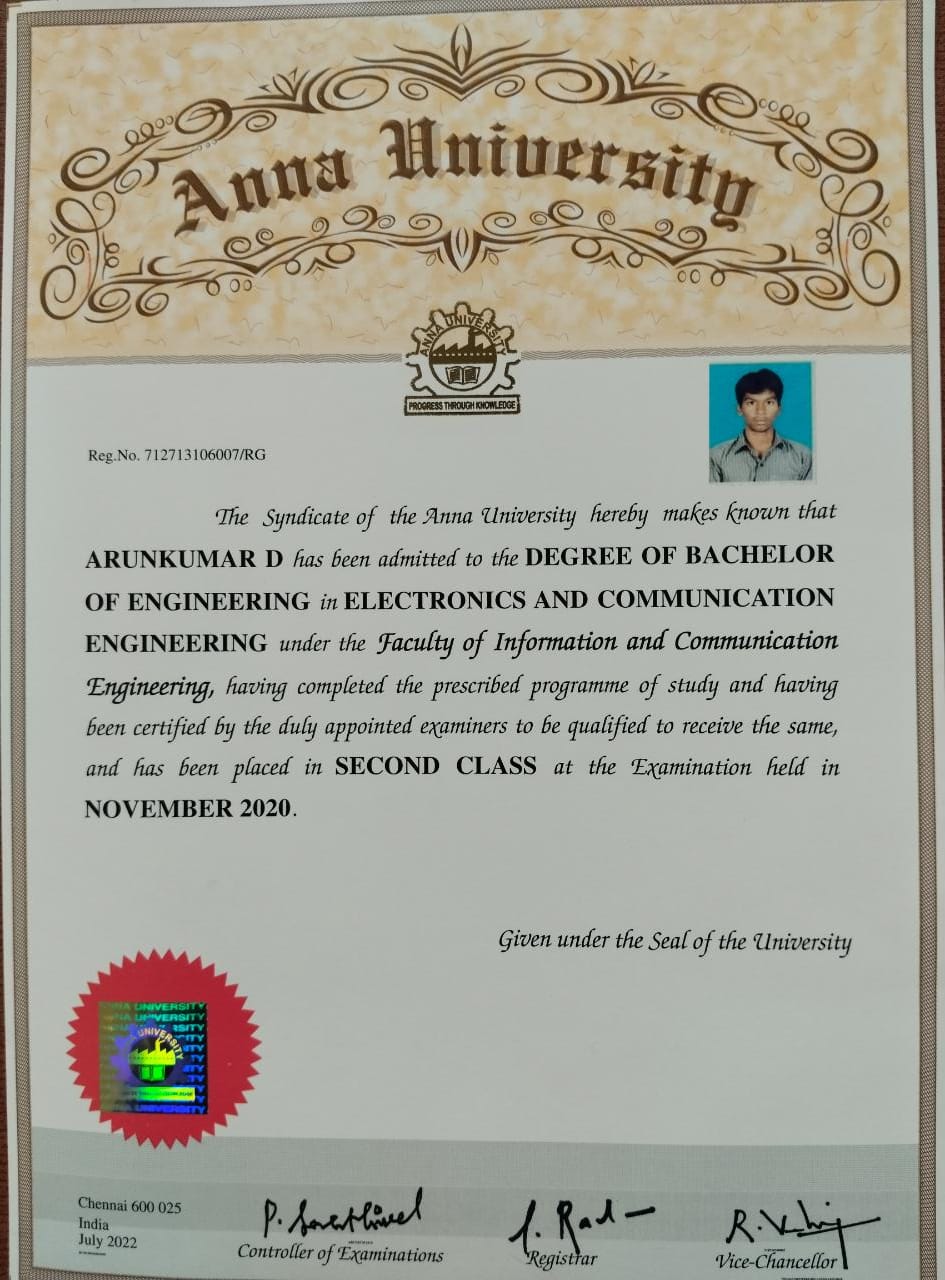 Anna University
ANNA UNIVERSITY
PROGRESS THROUGH KNOWLEDGE
Reg.No. 712713106007/RG
The Syndicate of the Anna University hereby makes known that
ARUNKUMAR D has been admitted to the DEGREE OF BACHELOR
OF ENGINEERING in ELECTRONICS AND COMMUNICATION
ENGINEERING under the Faculty of Information and Communication
Engineering, having completed the prescribed programme of study and having
been certified by the duly appointed examiners to be qualified to receive the same,
and has been placed in SECOND CLASS at the Examination held in
NOVEMBER 2020.
Given under the Seal of the University
ANNA UNIVERSITY
UNIVERSITY
UNIVERSITY
Chennai 600 025
India
July 2022
Controller of Examinations
Registrar
Vice-Chancellor